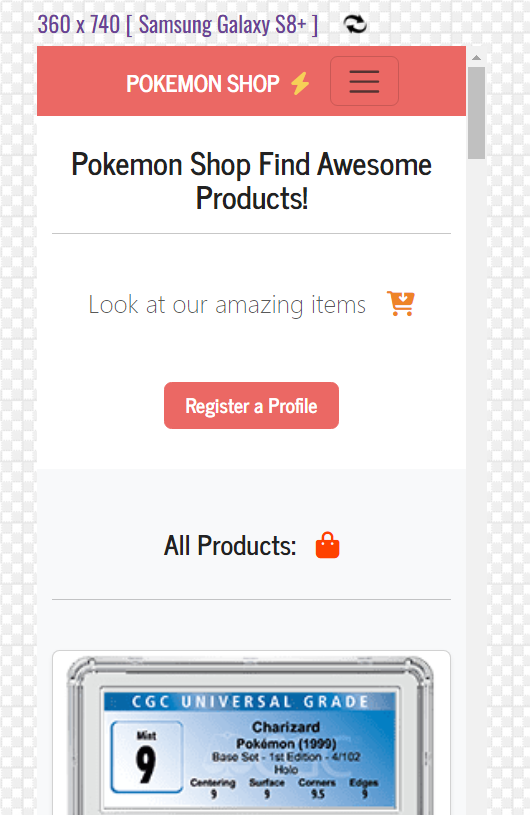 360 x 740 [ Samsung Galaxy S8+ ]
POKEMON SHOP
Pokemon Shop Find Awesome
Products!
Look at our amazing items
Register a Profile
All Products:
CGC UNIVERSAL GRADE
Mint
9
Charizard
Pokémon (1999)
Base Set - 1st Edition - 4/102
Holo
Centering Surface Corners Edges
9 9 9.5 9